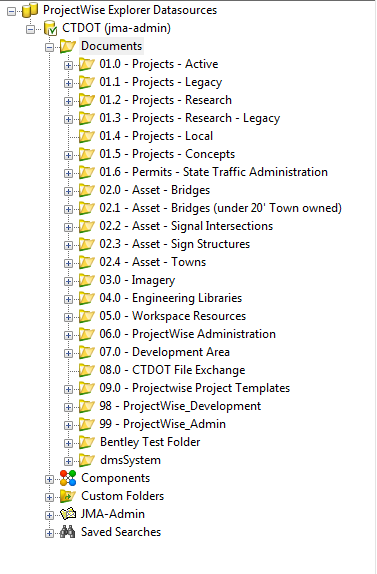 ProjectWise Explorer Datasources
CTDOT (jma-admin)
Documents
01.0 - Projects - Active
01.1 - Projects - Legacy
01.2 - Projects - Research
01.3 - Projects - Research - Legacy
01.4 - Projects - Local
01.5 - Projects - Concepts
01.6 - Permits - State Traffic Administration
02.0 - Asset - Bridges
02.1 - Asset - Bridges (under 20' Town owned)
02.2 - Asset - Signal Intersections
02.3 - Asset - Sign Structures
02.4 - Asset - Towns
03.0 - Imagery
04.0 - Engineering Libraries
05.0 - Workspace Resources
06.0 - ProjectWise Administration
07.0 - Development Area
08.0 - CTDOT File Exchange
09.0 - Projectwise Project Templates
98 - ProjectWise_Development
99 - ProjectWise_Admin
Bentley Test Folder
dmsSystem
Components
Custom Folders
JMA-Admin
Saved Searches